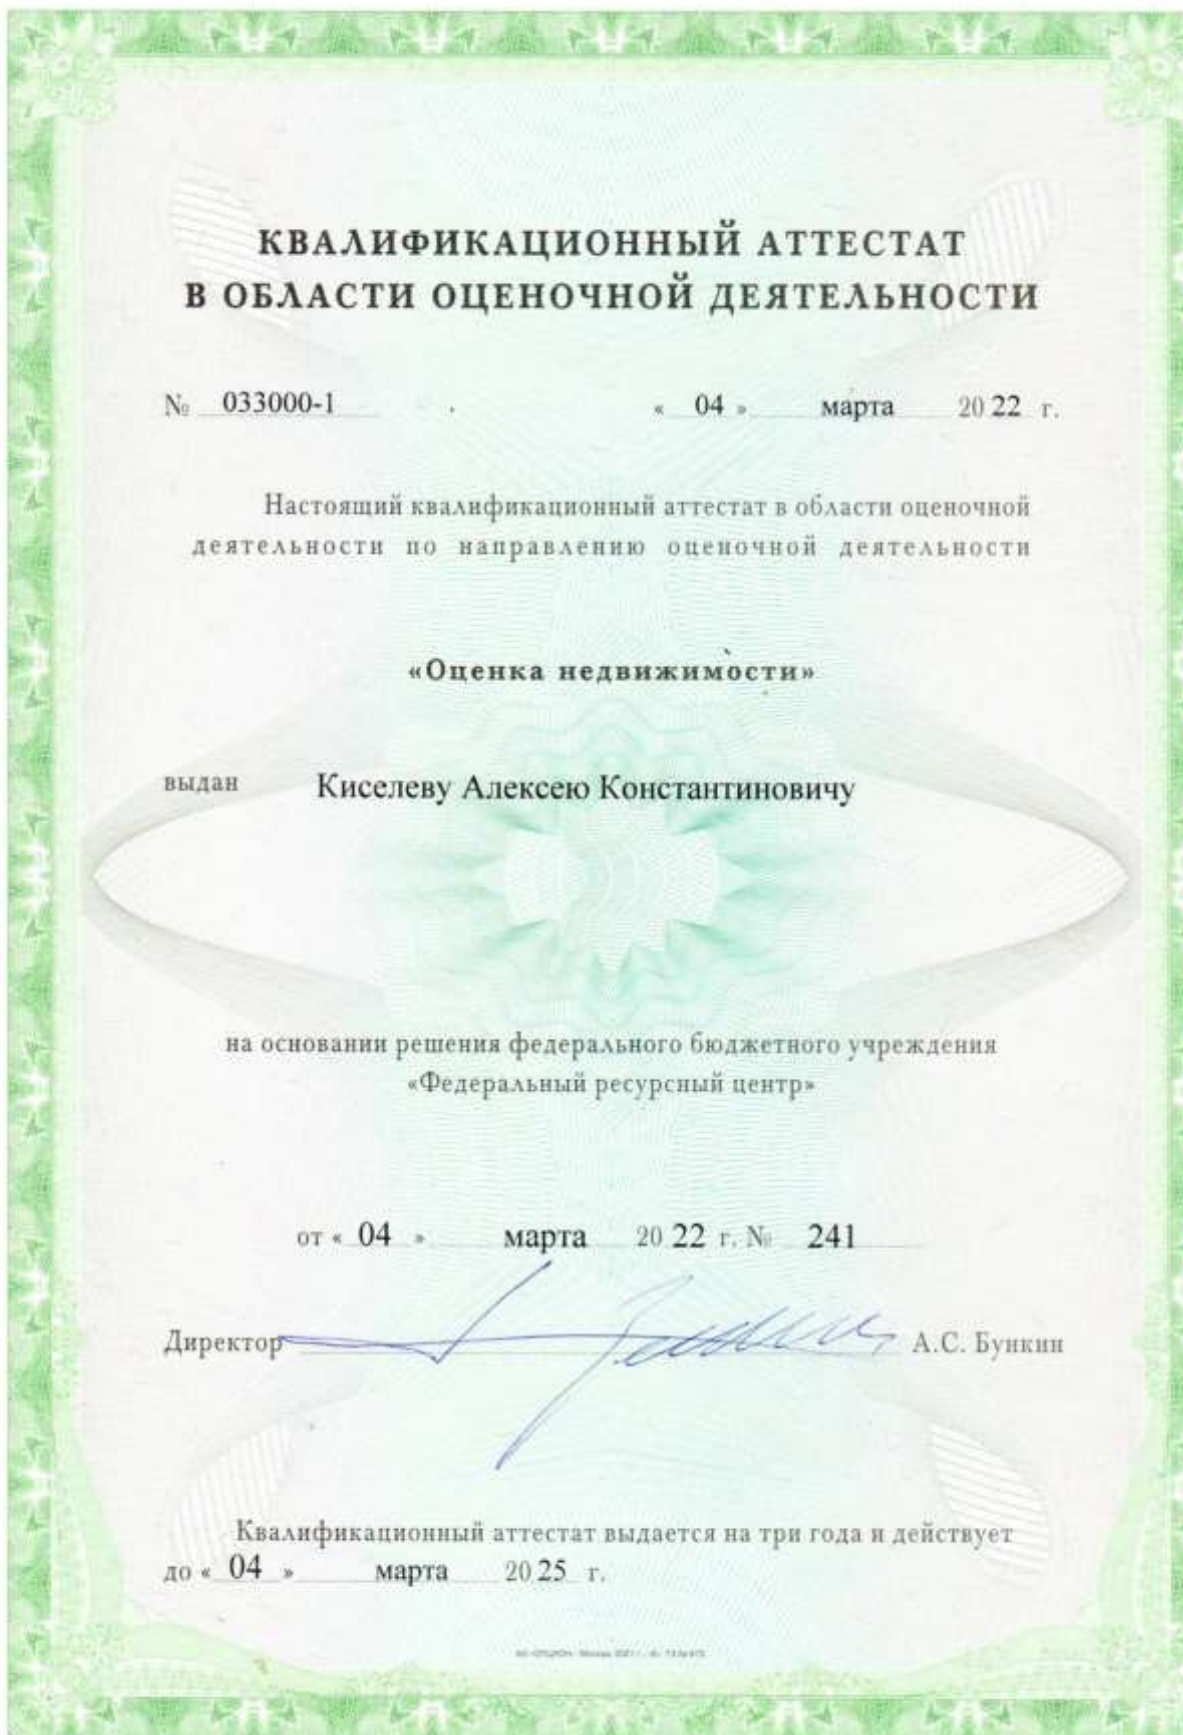 КВАЛИФИКАЦИОННЫЙ АТТЕСТАТ
В ОБЛАСТИ ОЦЕНОЧНОЙ ДЕЯТЕЛЬНОСТИ
№ 033000-1 « 04 » марта 20 22 г.
Настоящий квалификационный аттестат в области оценочной
деятельности по направлению оценочной деятельности
«Оценка недвижимости»
выдан Киселеву Алексею Константиновичу
на основании решения федерального бюджетного учреждения
«Федеральный ресурсный центр»
от « 04 » марта 20 22 г. № 241
Директор А.С. Бункин
Квалификационный аттестат выдается на три года и действует
до « 04 » марта 20 25 г.